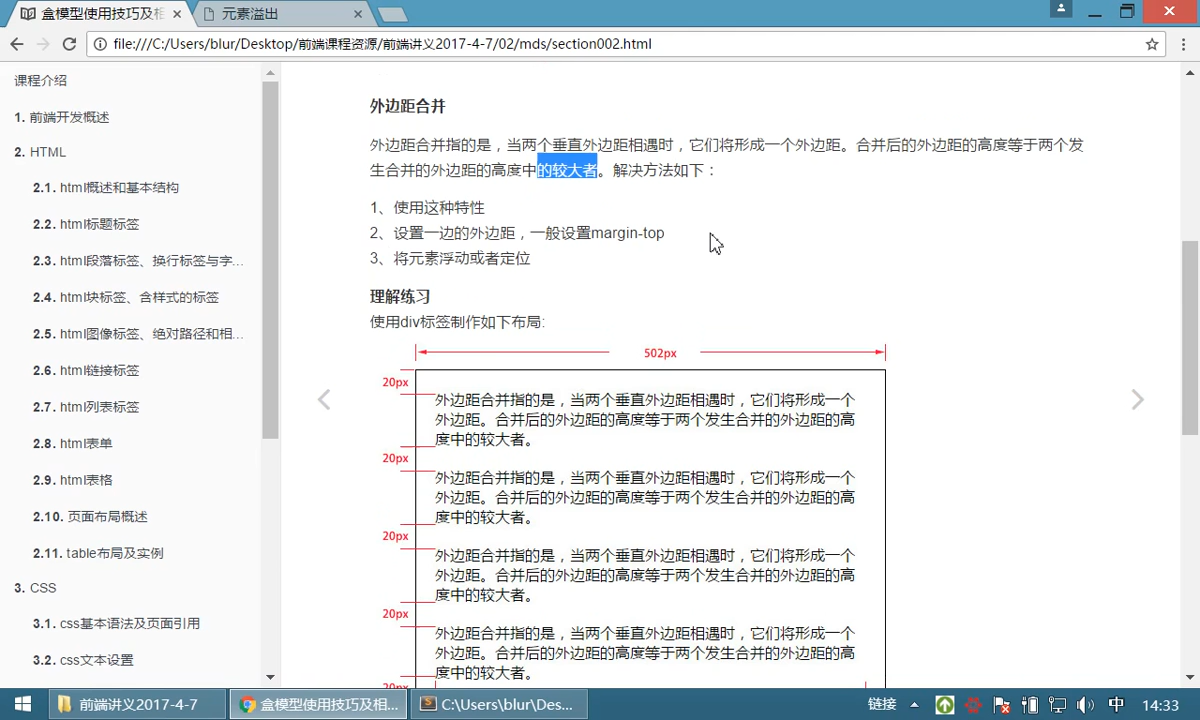 盒模型使用技巧及相
元素溢出
file:///C:/Users/blur/Desktop/前端课程资源/前端讲义2017-4-7/02/mds/section002.html
课程介绍
1. 前端开发概述
2. HTML
2.1. html概述和基本结构
2.2. html标题标签
2.3. html段落标签、换行标签与字...
2.4. html块标签、含样式的标签
2.5. html图像标签、绝对路径和相...
2.6. html链接标签
2.7. html列表标签
2.8. html表单
2.9. html表格
2.10. 页面布局概述
2.11. table布局及实例
3. CSS
3.1. css基本语法及页面引用
3.2. css文本设置
外边距合并
外边距合并指的是，当两个垂直外边距相遇时，它们将形成一个外边距。合并后的外边距的高度等于两个发
生合并的外边距的高度中的较大者。解决方法如下：
1、使用这种特性
2、设置一边的外边距，一般设置margin-top
3、将元素浮动或者定位
理解练习
使用div标签制作如下布局:
502px
20px
外边距合并指的是，当两个垂直外边距相遇时，它们将形成一个
外边距。合并后的外边距的高度等于两个发生合并的外边距的高
度中的较大者。
20px
外边距合并指的是，当两个垂直外边距相遇时，它们将形成一个
外边距。合并后的外边距的高度等于两个发生合并的外边距的高
度中的较大者。
20px
外边距合并指的是，当两个垂直外边距相遇时，它们将形成一个
外边距。合并后的外边距的高度等于两个发生合并的外边距的高
度中的较大者。
20px
外边距合并指的是，当两个垂直外边距相遇时，它们将形成一个
外边距。合并后的外边距的高度等于两个发生合并的外边距的高
度中的较大者。
20px
前端讲义2017-4-7
盒模型使用技巧及相...
C:\Users\blur\Des...
链接
中
14:33